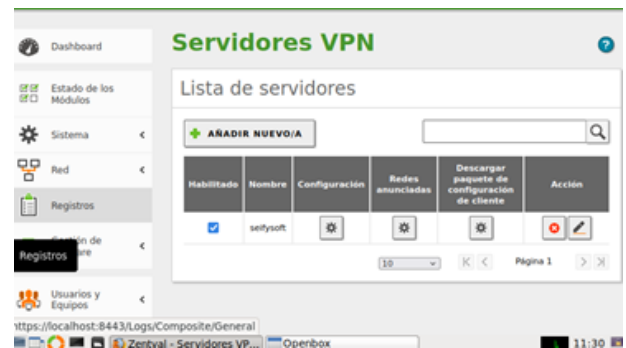 Servidores VPN
Dashboard
Estado de los
Módulos
Sistema
Red
Registros
Gestión de
Registros
Usuarios y
Equipos
Lista de servidores
AÑADIR NUEVO/A
Habilitado
Nombre
Configuración
Redes
anunciadas
Descargar
paquete de
configuración
de cliente
Acción
seifysoft
10
Página 1
https://localhost:8443/Logs/Composite/General
Zentyal - Servidores VP...
Openbox
11:30